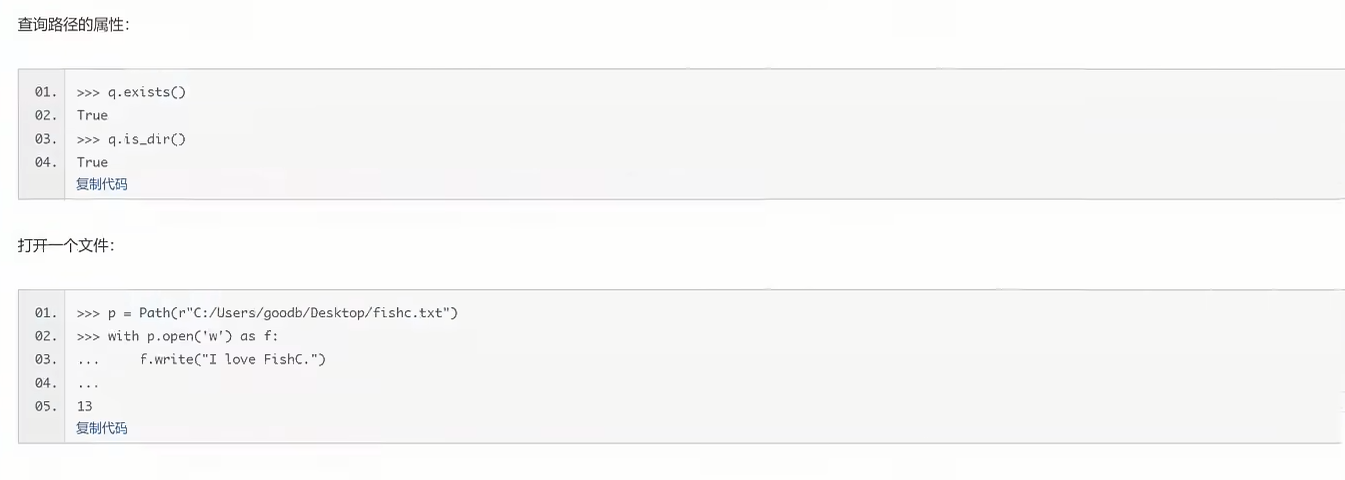 查询路径的属性：
01. >>> q.exists()
02. True
03. >>> q.is_dir()
04. True
复制代码
打开一个文件：
01. >>> p = Path(r"C:/Users/goodb/Desktop/fishc.txt")
02. >>> with p.open('w') as f:
03. ...     f.write("I love FishC.")
04. ...
05. 13
复制代码